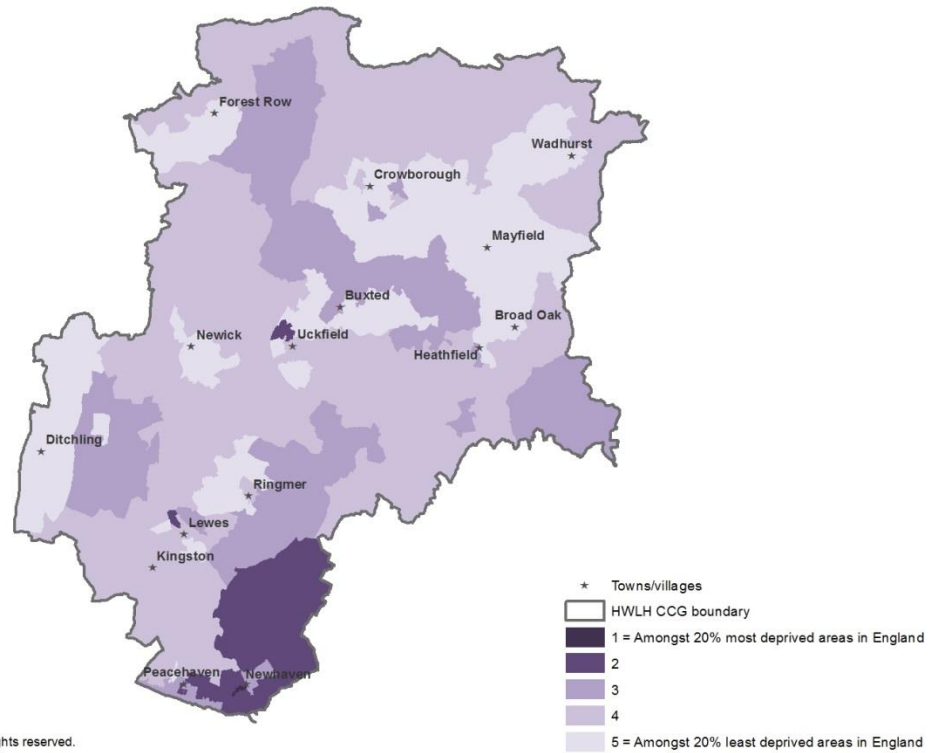 Forest Row
Wadhurst
Crowborough
Mayfield
Buxted
Broad Oak
Newick
Uckfield
Heathfield
Ditchling
Ringmer
Lewes
Kingston
Peacehaven
Newhaven
Towns/villages
HWLH CCG boundary
1 = Amongst 20% most deprived areas in England
2
3
4
5 = Amongst 20% least deprived areas in England
reserved.